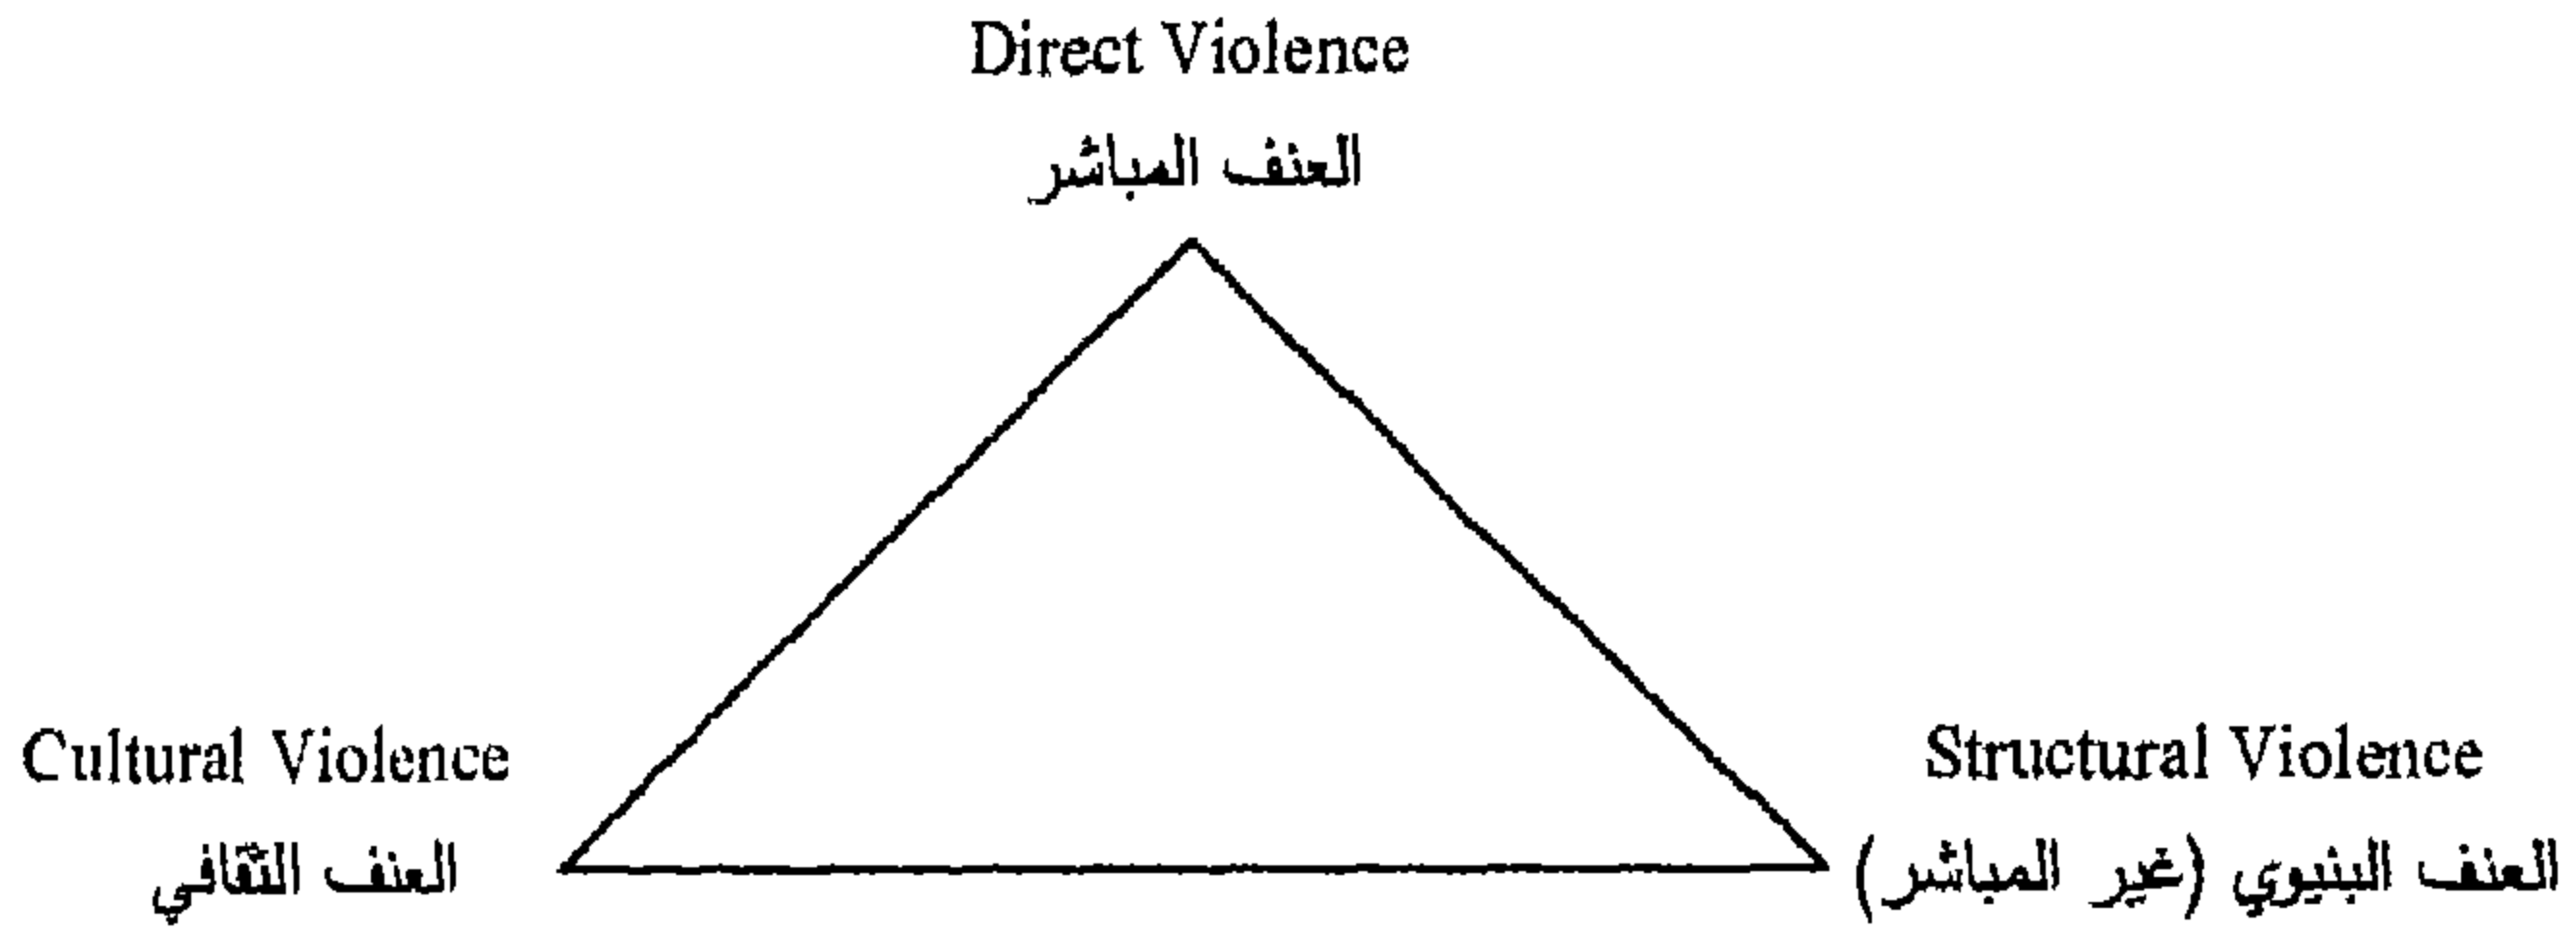 Direct Violence
العنف المباشر
Cultural Violence
العنف الثقافي
Structural Violence
العنف البنيوي (غير المباشر)